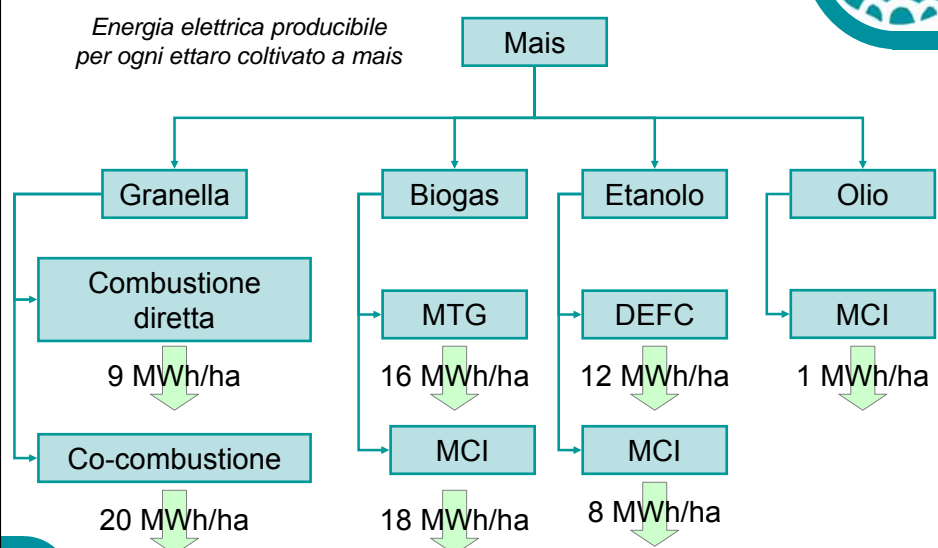 Energia elettrica producibile
per ogni ettaro coltivato a mais
Mais
Granella
Biogas
Etanolo
Olio
Combustione
diretta
MTG
DEFC
MCI
9 MWh/ha
16 MWh/ha
12 MWh/ha
1 MWh/ha
Co-combustione
MCI
MCI
20 MWh/ha
18 MWh/ha
8 MWh/ha